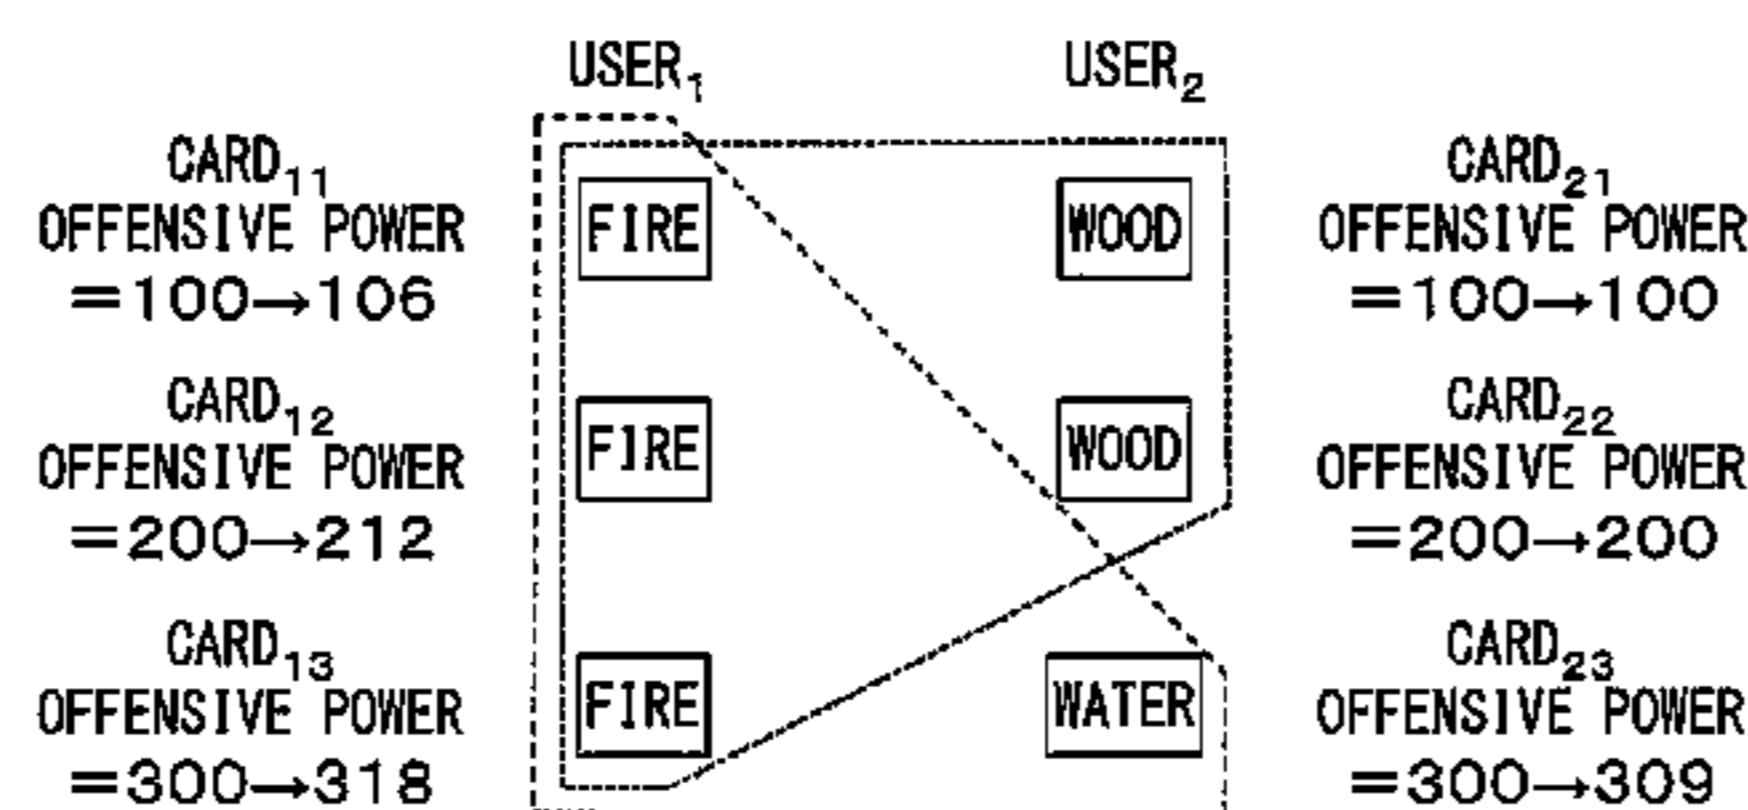 USER₁
USER₂
CARD₁₁
OFFENSIVE POWER
=100→106
FIRE
WOOD
CARD₂₁
OFFENSIVE POWER
=100→100
CARD₁₂
OFFENSIVE POWER
=200→212
FIRE
WOOD
CARD₂₂
OFFENSIVE POWER
=200→200
CARD₁₃
OFFENSIVE POWER
=300→318
FIRE
WATER
CARD₂₃
OFFENSIVE POWER
=300→309